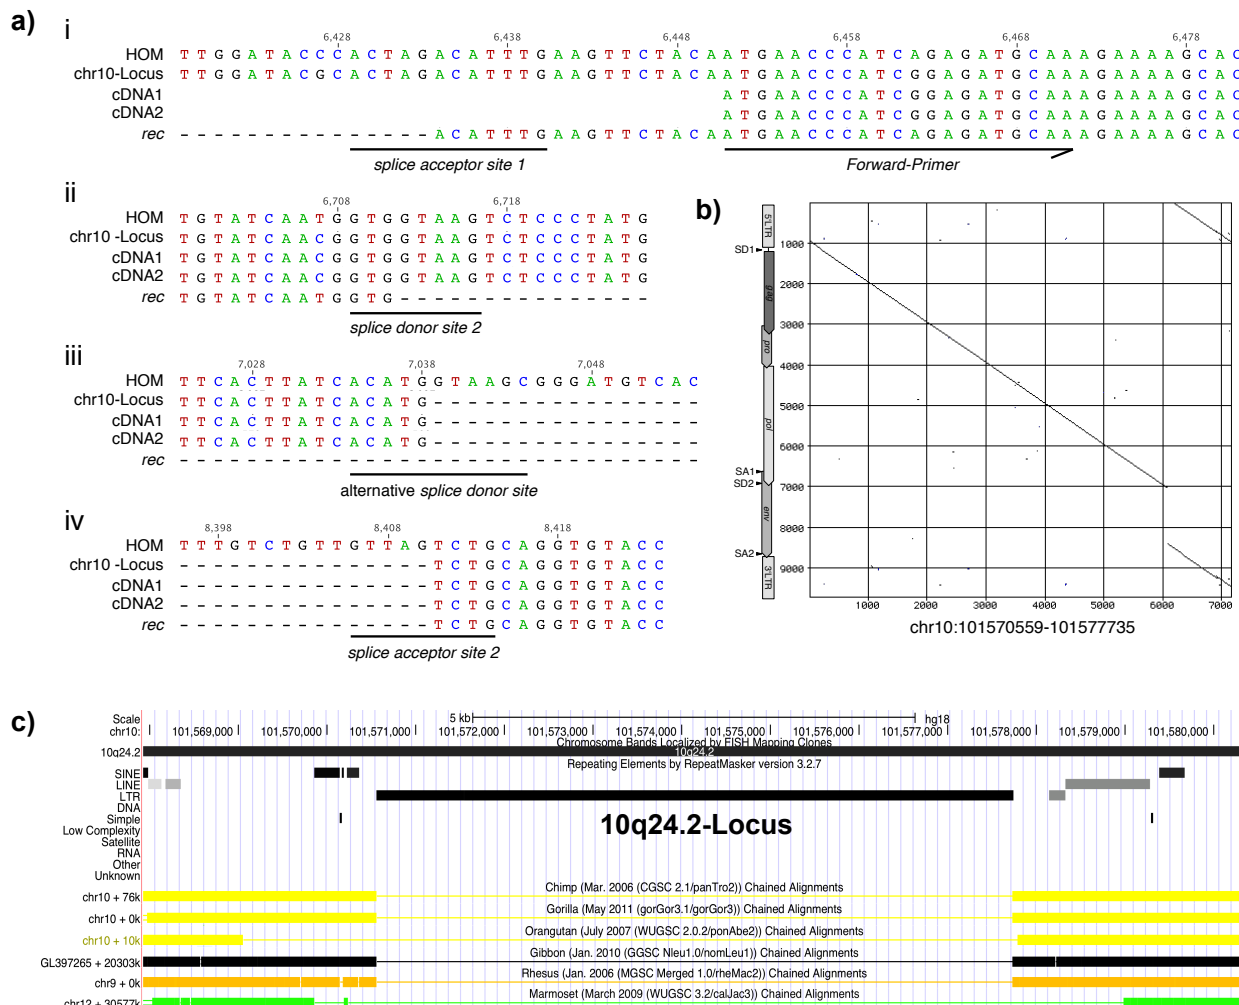 a)
i
6,428 6,438 6,448 6,458 6,468 6,478
HOM T T G G A T A C C C A C T A G A C A T T T G A A G T T C T A C A A T G A A C C C A T C A G A G A T G C A A A G A A A A G C A C
chr10-Locus T T G G A T A C G C A C T A G A C A T T T G A A G T T C T A C A A T G A A C C C A T C G G A G A T G C A A A G A A A A G C A C
cDNA1 A T G A A C C C A T C G G A G A T G C A A A G A A A A G C A C
cDNA2 A T G A A C C C A T C G G A G A T G C A A A G A A A A G C A C
rec - - - - - - - - - - - - - - - A C A T T T G A A G T T C T A C A A T G A A C C C A T C A G A G A T G C A A A G A A A A G C A C
splice acceptor site 1 Forward-Primer
ii
6,708 6,718
HOM T G T A T C A A T G G T G G T A A G T C T C C C T A T G
chr10 -Locus T G T A T C A A C G G T G G T A A G T C T C C C T A T G
cDNA1 T G T A T C A A C G G T G G T A A G T C T C C C T A T G
cDNA2 T G T A T C A A C G G T G G T A A G T C T C C C T A T G
rec T G T A T C A A T G G T G - - - - - - - - - - - - - - -
splice donor site 2
iii
7,028 7,038 7,048
HOM T T C A C T T A T C A C A T G G T A A G C G G G A T G T C A C
chr10-Locus T T C A C T T A T C A C A T G - - - - - - - - - - - - - - - -
cDNA1 T T C A C T T A T C A C A T G - - - - - - - - - - - - - - - -
cDNA2 T T C A C T T A T C A C A T G - - - - - - - - - - - - - - - -
rec - - - - - - - - - - - - - - - - - - - - - - - - - - - - - - -
alternative splice donor site
iv
8,398 8,408 8,418
HOM T T T G T C T G T T G T T A G T C T G C A G G T G T A C C
chr10 -Locus - - - - - - - - - - - - - - - T C T G C A G G T G T A C C
cDNA1 - - - - - - - - - - - - - - - T C T G C A G G T G T A C C
cDNA2 - - - - - - - - - - - - - - - T C T G C A G G T G T A C C
rec - - - - - - - - - - - - - - - T C T G C A G G T G T A C C
splice acceptor site 2
b)
5'LTR
SD1
gag
pro
pol
SA1
SD2
env
SA2
3'LTR
1000
2000
3000
4000
5000
6000
7000
8000
9000
1000 2000 3000 4000 5000 6000 7000
chr10:101570559-101577735
c)
Scale 5 kb hg18
chr10: 101,569,000 101,570,000 101,571,000 101,572,000 101,573,000 101,574,000 101,575,000 101,576,000 101,577,000 101,578,000 101,579,000 101,580,000
Chromosome Bands Localized by FISH Mapping Clones
10q24.2 10q24.2
Repeating Elements by RepeatMasker version 3.2.7
SINE
LINE
LTR
DNA
Simple
Low Complexity
Satellite
RNA
Other
Unknown
10q24.2-Locus
Chimp (Mar. 2006 (CGSC 2.1/panTro2)) Chained Alignments
chr10 + 76k
Gorilla (May 2011 (gorGor3.1/gorGor3)) Chained Alignments
chr10 + 0k
Orangutan (July 2007 (WUGSC 2.0.2/ponAbe2)) Chained Alignments
chr10 + 10k
Gibbon (Jan. 2010 (GGSC Nleu1.0/nomLeu1)) Chained Alignments
GL397265 + 20303k
Rhesus (Jan. 2006 (MGSC Merged 1.0/rheMac2)) Chained Alignments
chr9 + 0k
Marmoset (March 2009 (WUGSC 3.2/calJac3)) Chained Alignments
chr12 + 30577k